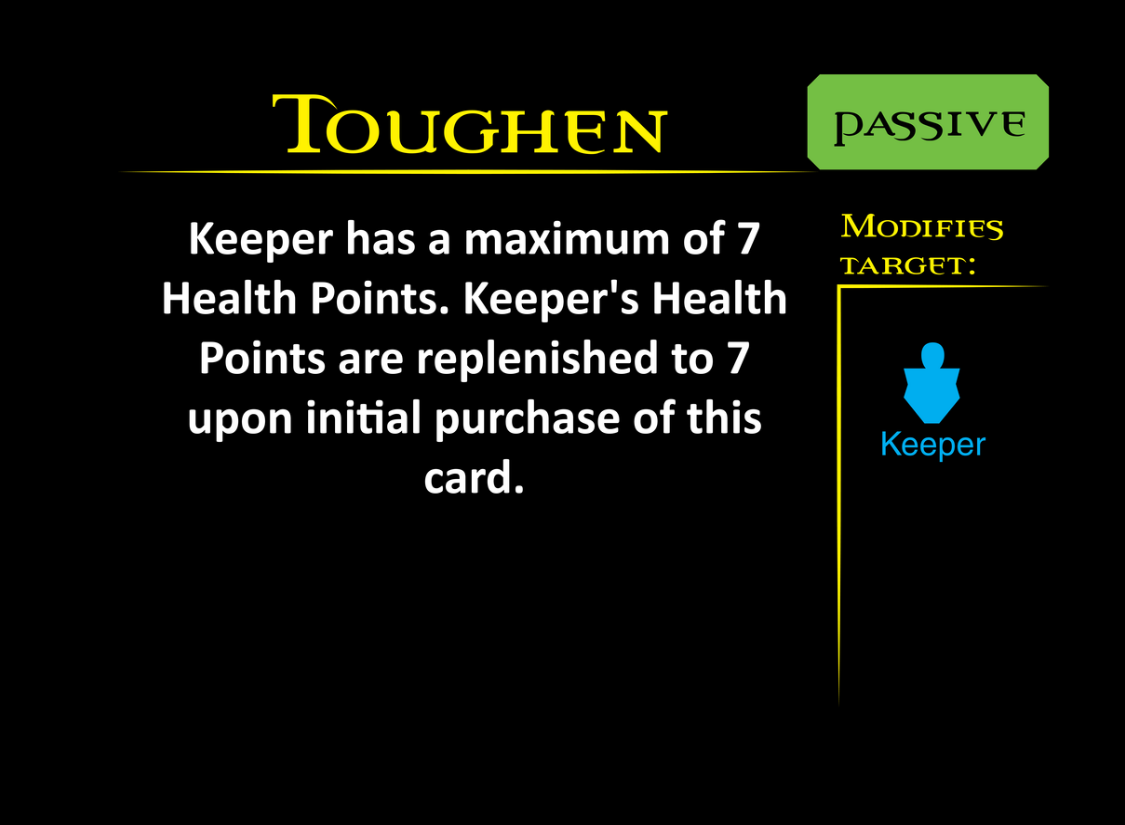 Toughen
passive
Keeper has a maximum of 7
Health Points. Keeper's Health
Points are replenished to 7
upon initial purchase of this
card.
Modifies
target:
Keeper